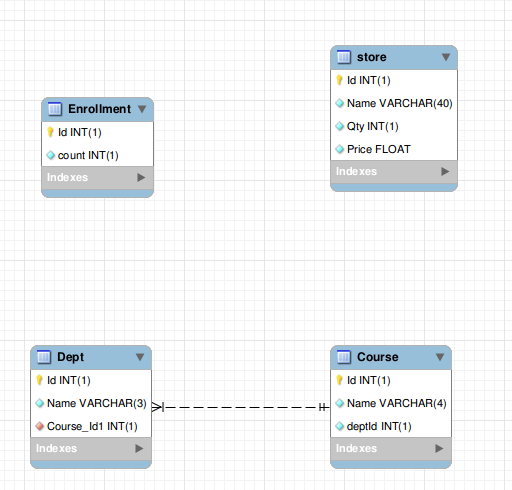 Enrollment
Id INT(1)
count INT(1)
Indexes
store
Id INT(1)
Name VARCHAR(40)
Qty INT(1)
Price FLOAT
Indexes
Dept
Id INT(1)
Name VARCHAR(3)
Course_Id1 INT(1)
Indexes
Course
Id INT(1)
Name VARCHAR(4)
deptId INT(1)
Indexes